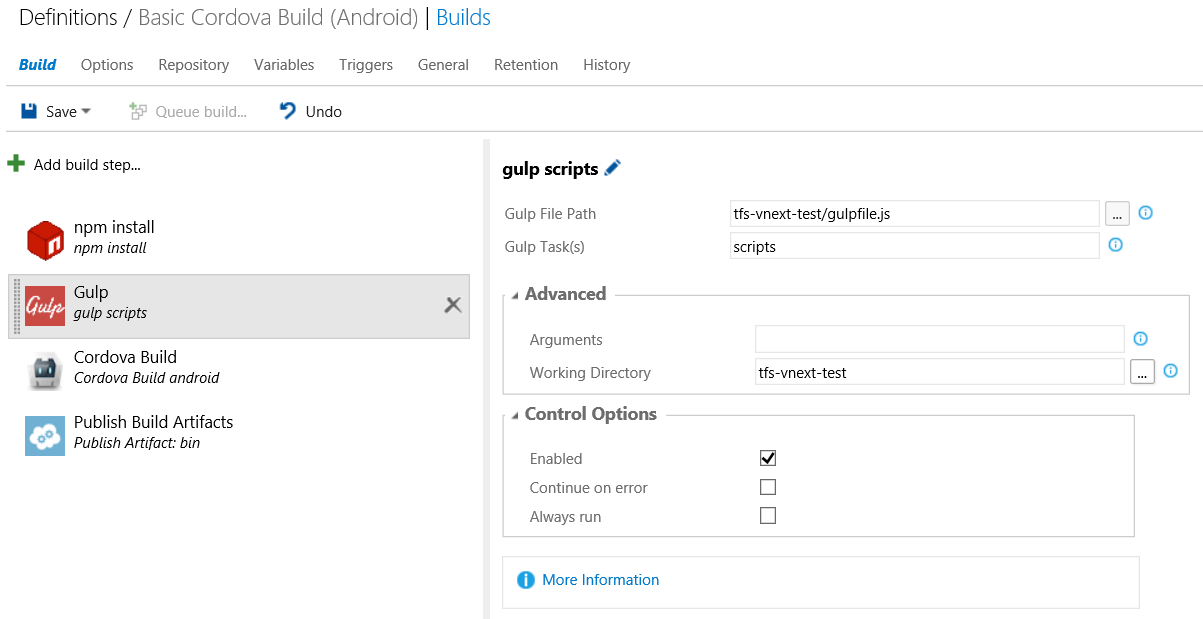 Definitions / Basic Cordova Build (Android) | Builds
Build Options Repository Variables Triggers General Retention History
Save Queue build... Undo
Add build step...
npm install
npm install
Gulp
Gulp
gulp scripts
Cordova Build
Cordova Build android
Publish Build Artifacts
Publish Artifact: bin
gulp scripts
Gulp File Path tfs-vnext-test/gulpfile.js ...
Gulp Task(s) scripts
Advanced
Arguments
Working Directory tfs-vnext-test ...
Control Options
Enabled
Continue on error
Always run
More Information